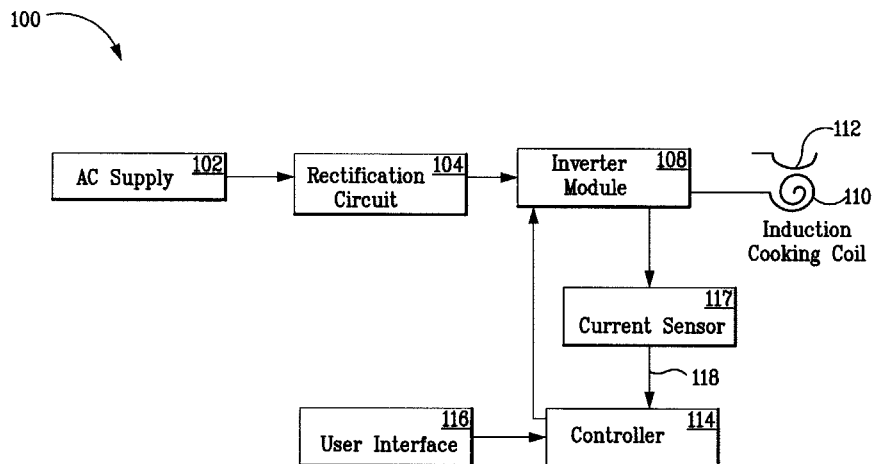 100
102
AC Supply
104
Rectification
Circuit
108
Inverter
Module
112
110
Induction
Cooking Coil
117
Current Sensor
118
116
User Interface
114
Controller